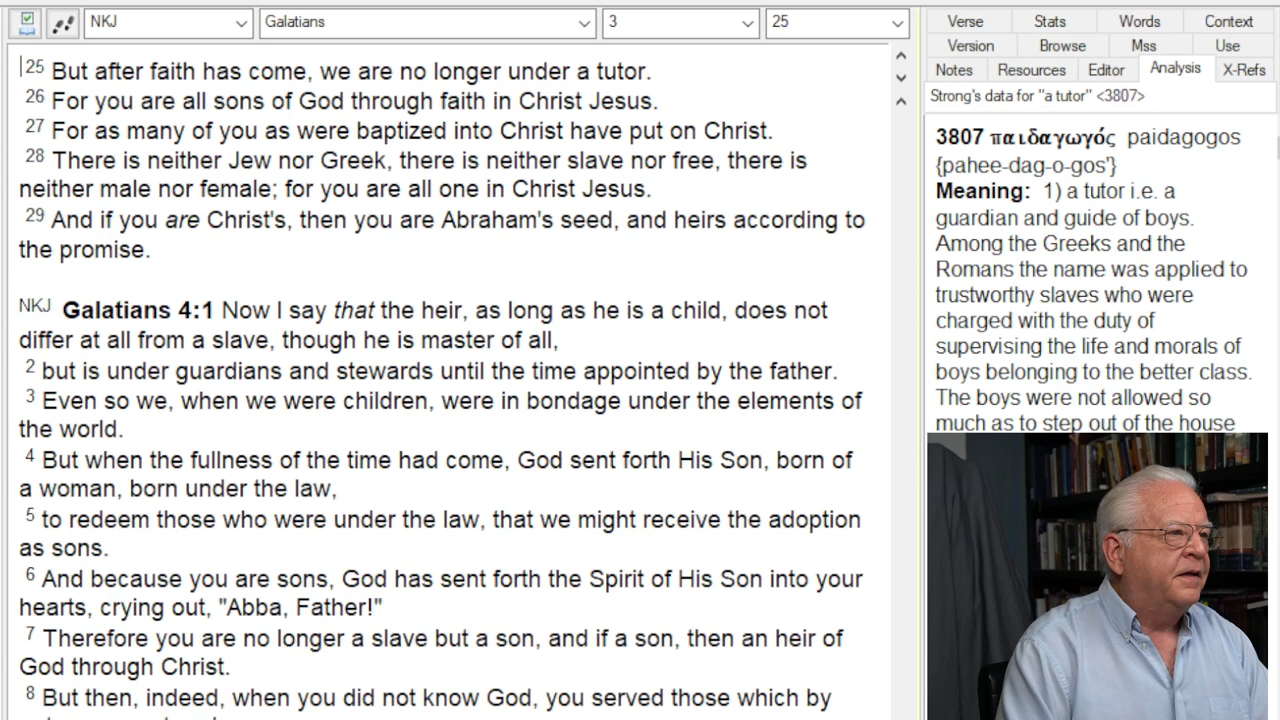 NKJ Galatians 3 25
25 But after faith has come, we are no longer under a tutor.
26 For you are all sons of God through faith in Christ Jesus.
27 For as many of you as were baptized into Christ have put on Christ.
28 There is neither Jew nor Greek, there is neither slave nor free, there is
neither male nor female; for you are all one in Christ Jesus.
29 And if you are Christ's, then you are Abraham's seed, and heirs according to
the promise.
NKJ Galatians 4:1 Now I say that the heir, as long as he is a child, does not
differ at all from a slave, though he is master of all,
2 but is under guardians and stewards until the time appointed by the father.
3 Even so we, when we were children, were in bondage under the elements of
the world.
4 But when the fullness of the time had come, God sent forth His Son, born of
a woman, born under the law,
5 to redeem those who were under the law, that we might receive the adoption
as sons.
6 And because you are sons, God has sent forth the Spirit of His Son into your
hearts, crying out, "Abba, Father!"
7 Therefore you are no longer a slave but a son, and if a son, then an heir of
God through Christ.
8 But then, indeed, when you did not know God, you served those which by
Verse Stats Words Context
Version Browse Mss Use
Notes Resources Editor Analysis X-Refs
Strong's data for "a tutor" <3807>
3807 παιδαγωγός paidagogos
{pahee-dag-o-gos'}
Meaning: 1) a tutor i.e. a
guardian and guide of boys.
Among the Greeks and the
Romans the name was applied to
trustworthy slaves who were
charged with the duty of
supervising the life and morals of
boys belonging to the better class.
The boys were not allowed so
much as to step out of the house